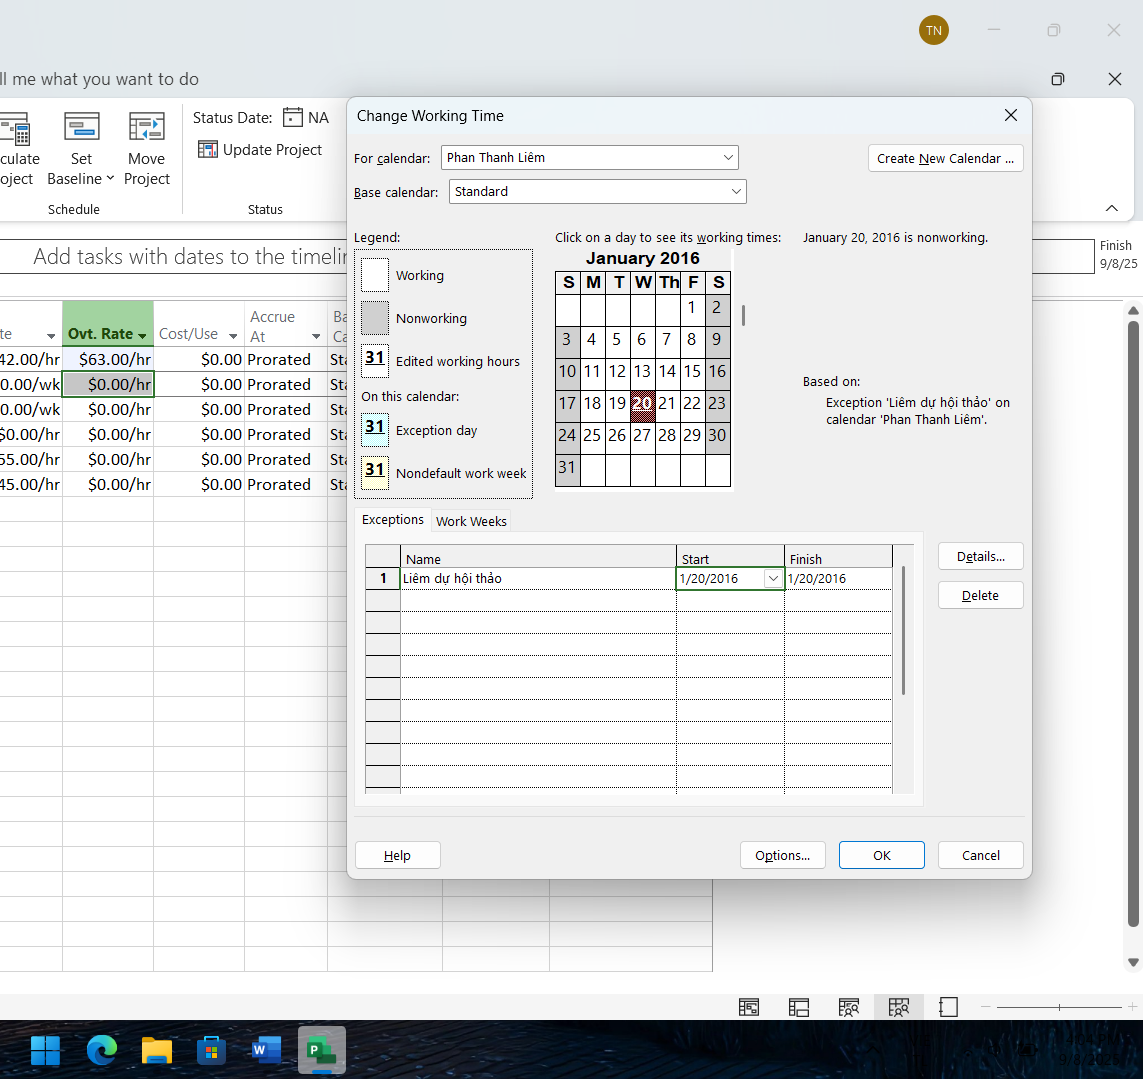 TN
ll me what you want to do
culate
oject
Set
Baseline
Move
Project
Status Date:
NA
Update Project
Schedule
Status
Add tasks with dates to the timelin
Finish
9/8/25
te
Ovt. Rate
Cost/Use
Accrue
At
Ba
Ca
42.00/hr $63.00/hr $0.00 Prorated Sta
0.00/wk $0.00/hr $0.00 Prorated Sta
0.00/wk $0.00/hr $0.00 Prorated Sta
$0.00/hr $0.00/hr $0.00 Prorated Sta
55.00/hr $0.00/hr $0.00 Prorated Sta
45.00/hr $0.00/hr $0.00 Prorated Sta
Change Working Time
For calendar: Phan Thanh Liêm
Create New Calendar ...
Base calendar: Standard
Legend:
Working
Nonworking
31 Edited working hours
On this calendar:
31 Exception day
31 Nondefault work week
Click on a day to see its working times:
January 2016
S M T W Th F S
1 2
3 4 5 6 7 8 9
10 11 12 13 14 15 16
17 18 19 20 21 22 23
24 25 26 27 28 29 30
31
January 20, 2016 is nonworking.
Based on:
Exception 'Liêm dự hội thảo' on
calendar 'Phan Thanh Liêm'.
Exceptions Work Weeks
Name Start Finish
1 Liêm dự hội thảo 1/20/2016 1/20/2016
Details...
Delete
Help
Options...
OK
Cancel
W
P